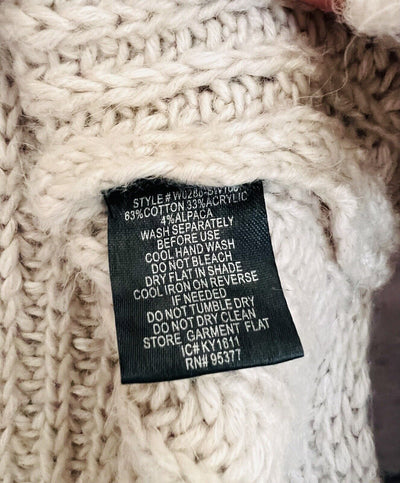 STYLE #
63%COTTON 33%ACRYLIC
4%ALPACA
WASH SEPARATELY
BEFORE USE
COOL HAND WASH
DO NOT BLEACH
DRY FLAT IN SHADE
COOL IRON ON REVERSE
IF NEEDED
DO NOT TUMBLE DRY
DO NOT DRY CLEAN
STORE GARMENT FLAT
IC# KY1811
RN# 95377